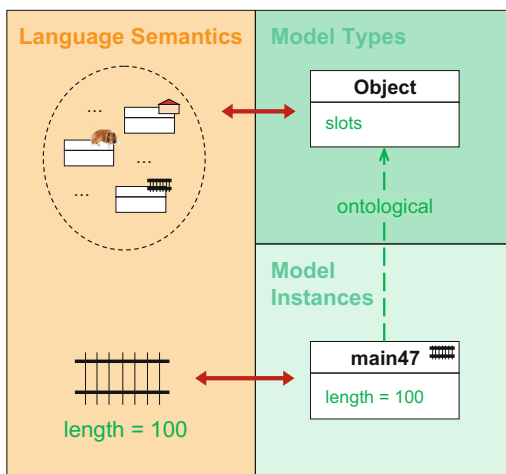 Language Semantics
...
...
...
length = 100
Model Types
Object
slots
ontological
Model
Instances
main47
length = 100